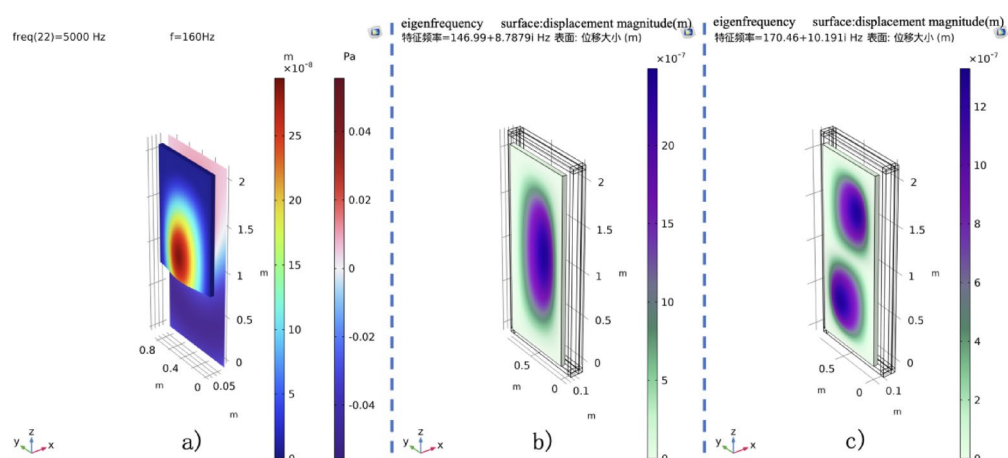 freq(22)=5000 Hz f=160Hz
m
×10⁻⁸
Pa
25
20
15
10
5
0
0.04
0.02
0
-0.02
-0.04
2
1.5
1
0.5
0
m
0.8
0.4
0
0.05
m
m
y z x
a)
eigenfrequency surface:displacement magnitude(m)
特征频率=146.99+8.7879i Hz 表面: 位移大小 (m)
×10⁻⁷
20
15
10
5
0
2
1.5
1
0.5
0
m
0.5
0
0.1
m
m
y z x
b)
eigenfrequency surface:displacement magnitude(m)
特征频率=170.46+10.191i Hz 表面: 位移大小 (m)
×10⁻⁷
12
10
8
6
4
2
0
2
1.5
1
0.5
0
m
0.5
0
0.1
m
m
y z x
c)